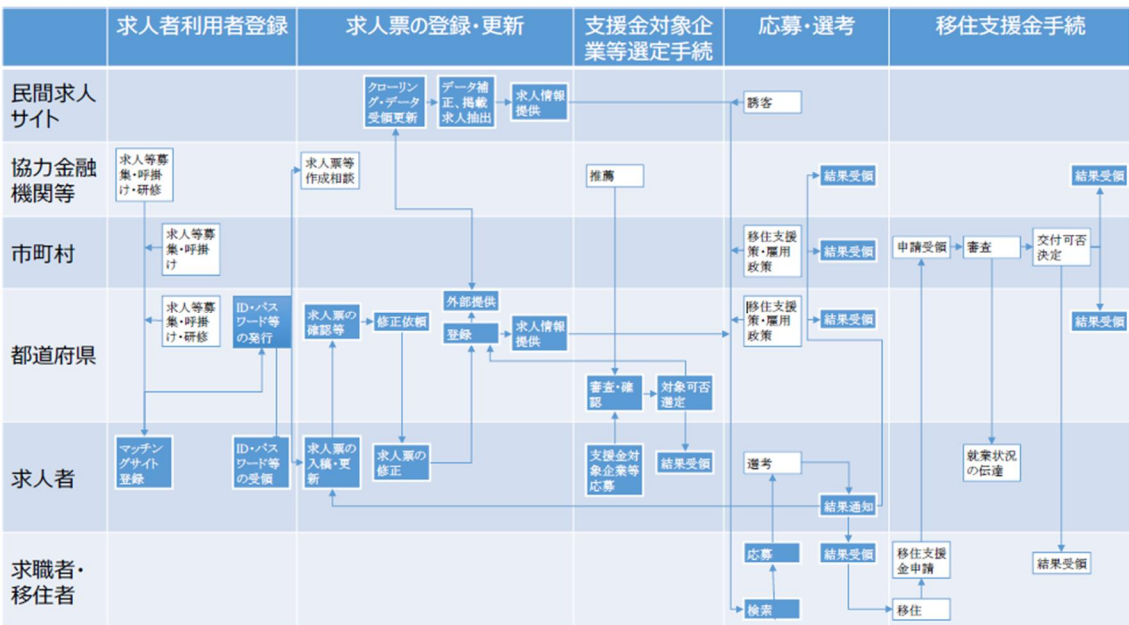 求人者利用者登録
求人票の登録・更新
支援金対象企
業等選定手続
応募・選考
移住支援金手続
民間求人
サイト
クローリン
グ・データ
受領更新
データ補
正、掲載
求人抽出
求人情報
提供
誘客
協力金融
機関等
求人等募
集・呼掛
け・研修
求人票等
作成相談
推薦
結果受領
結果受領
市町村
求人等募
集・呼掛
け
移住支援
策・雇用
政策
結果受領
申請受領
審査
交付可否
決定
都道府県
求人等募
集・呼掛
け・研修
ID・パス
ワード等
の発行
求人票の
確認等
修正依頼
外部提供
登録
求人情報
提供
審査・確
認
対象可否
選定
移住支援
策・雇用
政策
結果受領
結果受領
求人者
マッチン
グサイト
登録
ID・パス
ワード等
の受領
求人票の
入稿・更
新
求人票の
修正
支援金対
象企業等
応募
結果受領
選考
結果通知
就業状況
の伝達
求職者・
移住者
応募
検索
結果受領
移住支援
金申請
移住
結果受領